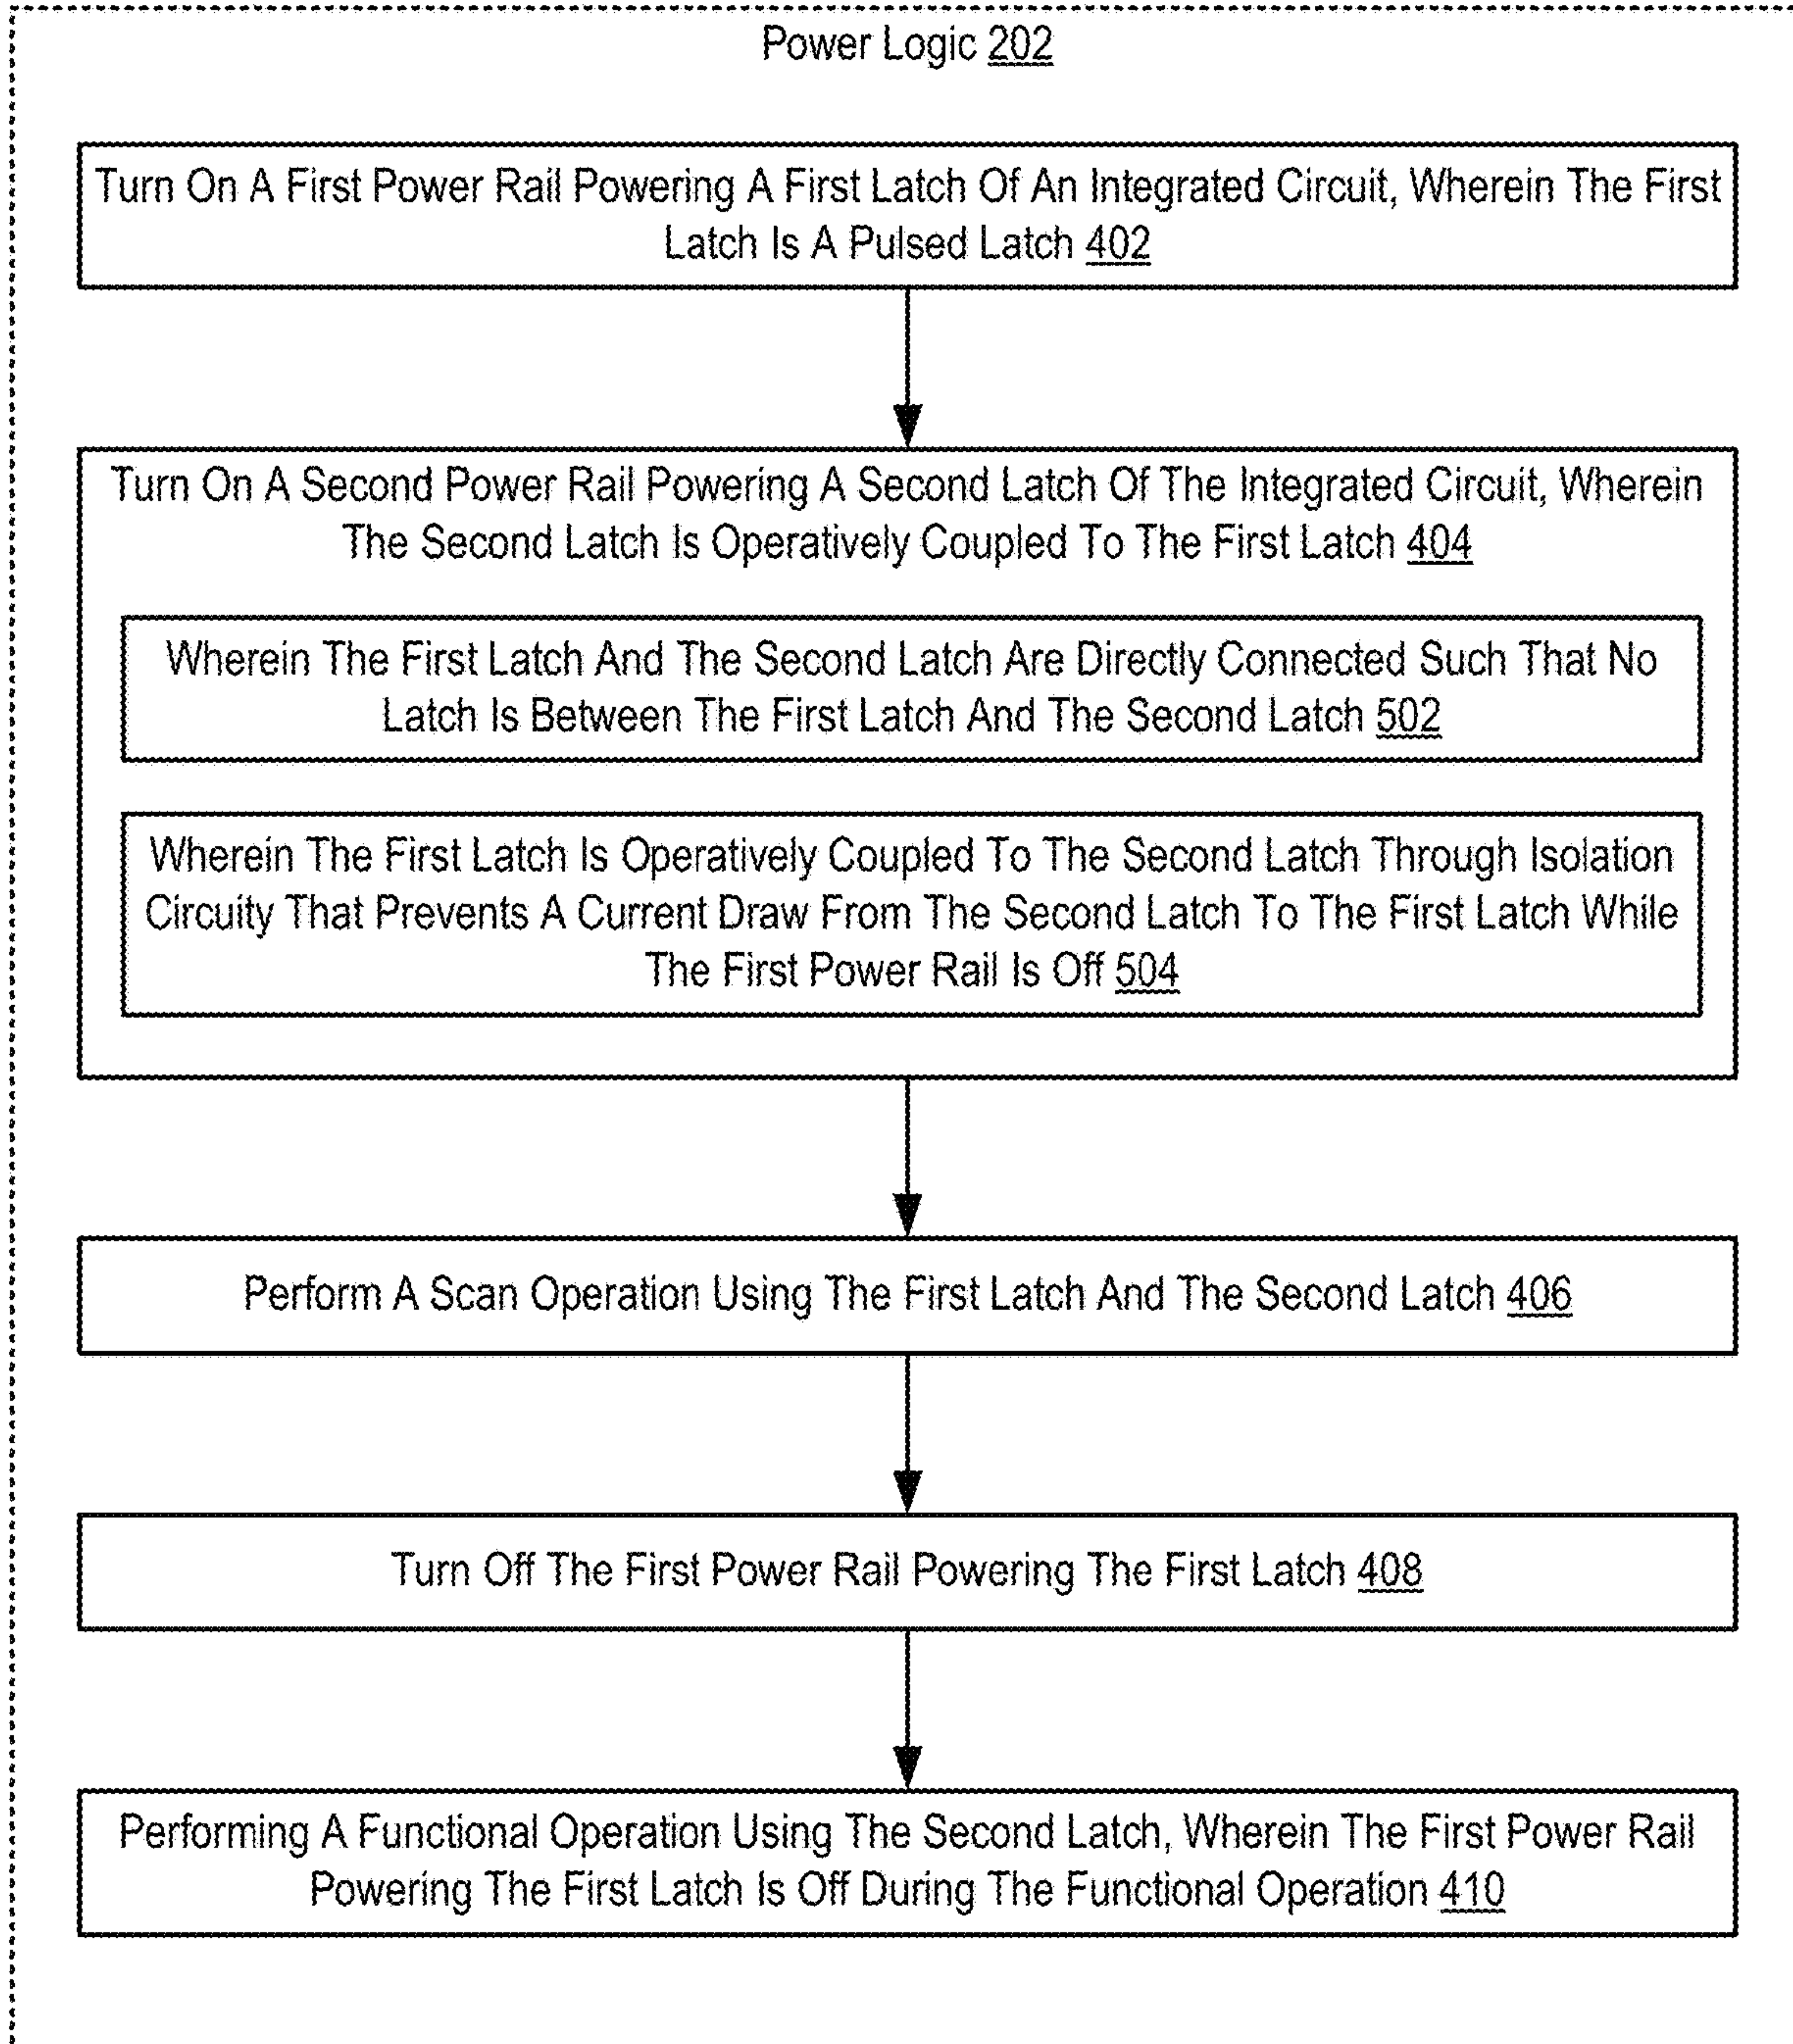 Power Logic 202
Turn On A First Power Rail Powering A First Latch Of An Integrated Circuit, Wherein The First
Latch Is A Pulsed Latch 402
Turn On A Second Power Rail Powering A Second Latch Of The Integrated Circuit, Wherein
The Second Latch Is Operatively Coupled To The First Latch 404
Wherein The First Latch And The Second Latch Are Directly Connected Such That No
Latch Is Between The First Latch And The Second Latch 502
Wherein The First Latch Is Operatively Coupled To The Second Latch Through Isolation
Circuity That Prevents A Current Draw From The Second Latch To The First Latch While
The First Power Rail Is Off 504
Perform A Scan Operation Using The First Latch And The Second Latch 406
Turn Off The First Power Rail Powering The First Latch 408
Performing A Functional Operation Using The Second Latch, Wherein The First Power Rail
Powering The First Latch Is Off During The Functional Operation 410